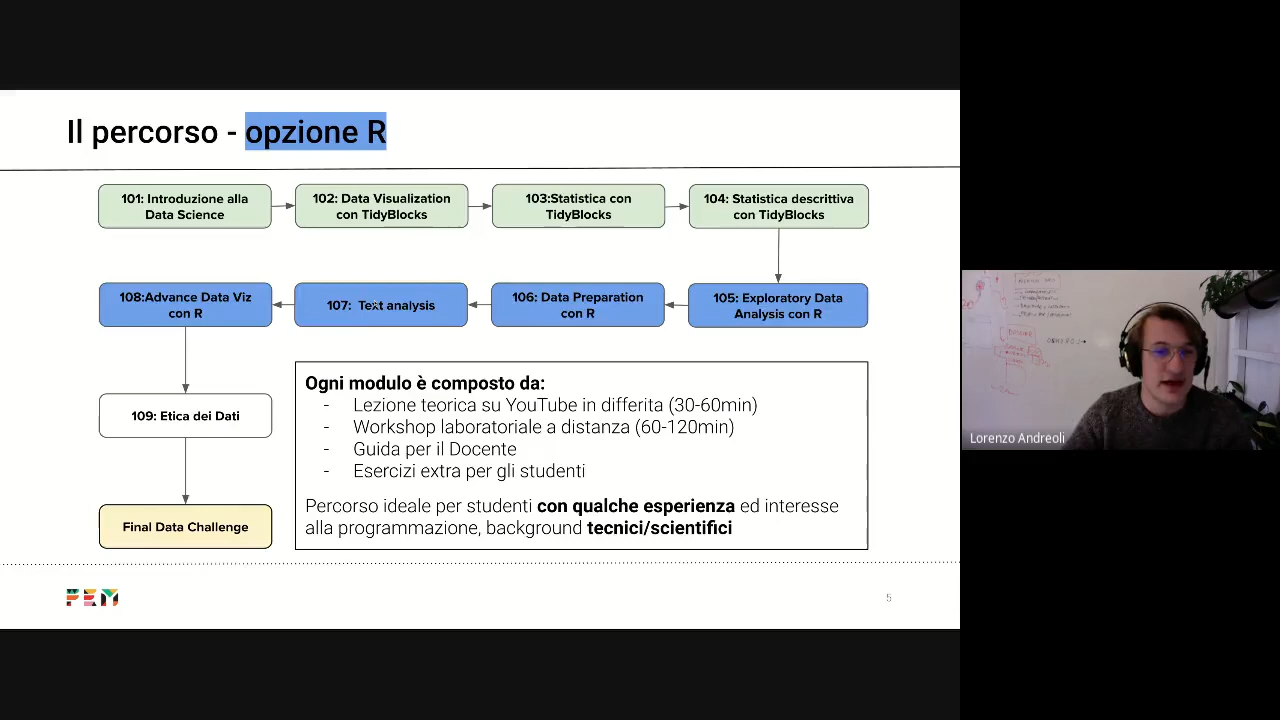 Il percorso - opzione R
101: Introduzione alla
Data Science
102: Data Visualization
con TidyBlocks
103:Statistica con
TidyBlocks
104: Statistica descrittiva
con TidyBlocks
108:Advance Data Viz
con R
107: Text analysis
106: Data Preparation
con R
105: Exploratory Data
Analysis con R
109: Etica dei Dati
Final Data Challenge
Ogni modulo è composto da:
- Lezione teorica su YouTube in differita (30-60min)
- Workshop laboratoriale a distanza (60-120min)
- Guida per il Docente
- Esercizi extra per gli studenti
Percorso ideale per studenti con qualche esperienza ed interesse
alla programmazione, background tecnici/scientifici
FEM
5
Lorenzo Andreoli